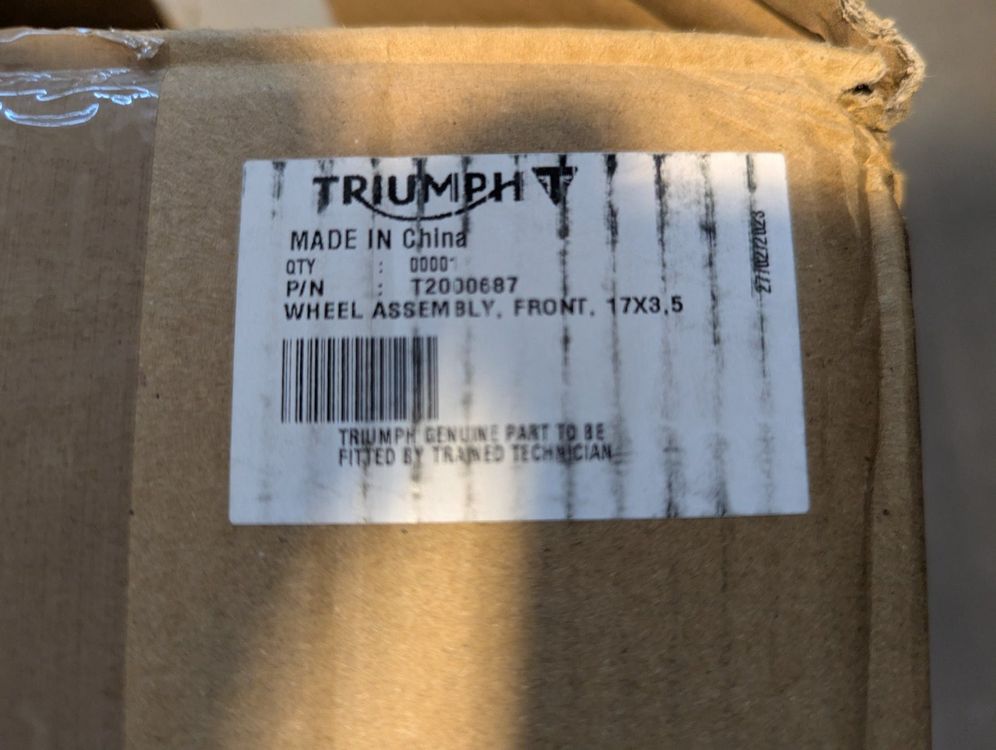 TRIUMPH
MADE IN China
QTY : 00001
P/N : T2000687
WHEEL ASSEMBLY, FRONT, 17X3.5
TRIUMPH GENUINE PART TO BE
FITTED BY TRAINED TECHNICIAN
27/02/2023